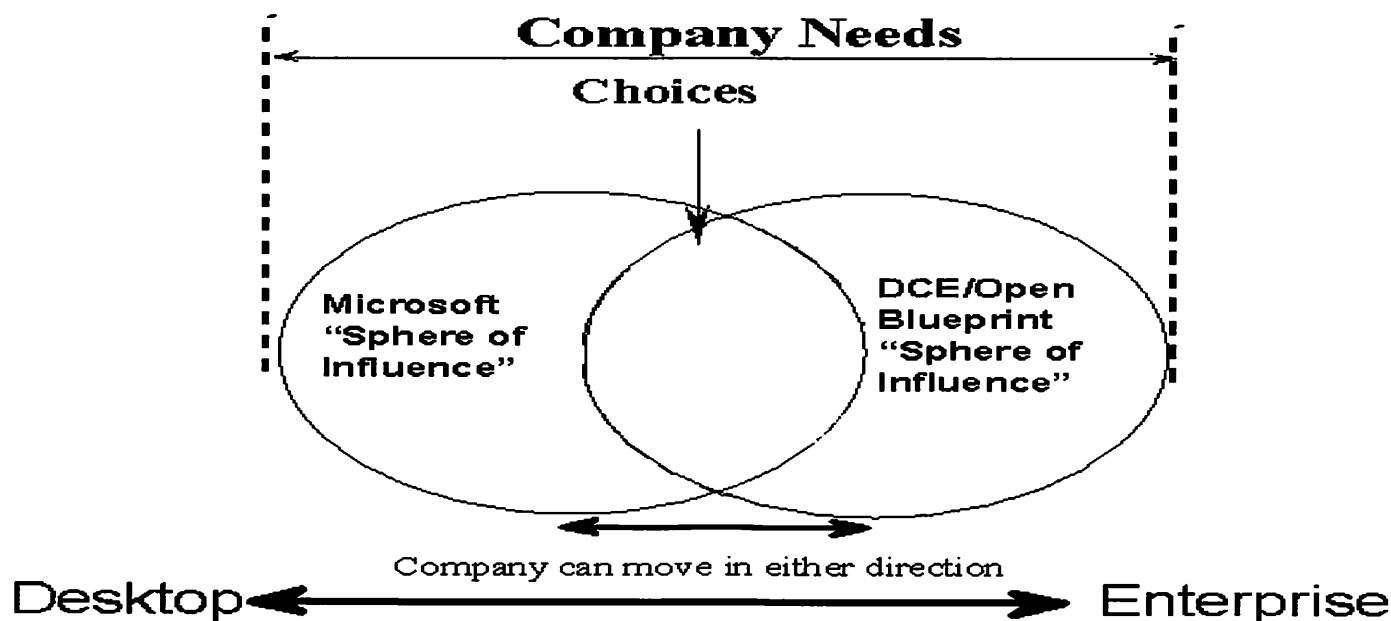 Company Needs
Choices
Microsoft
“Sphere of
Influence”
DCE/Open
Blueprint
“Sphere of
Influence”
Company can move in either direction
Desktop
Enterprise